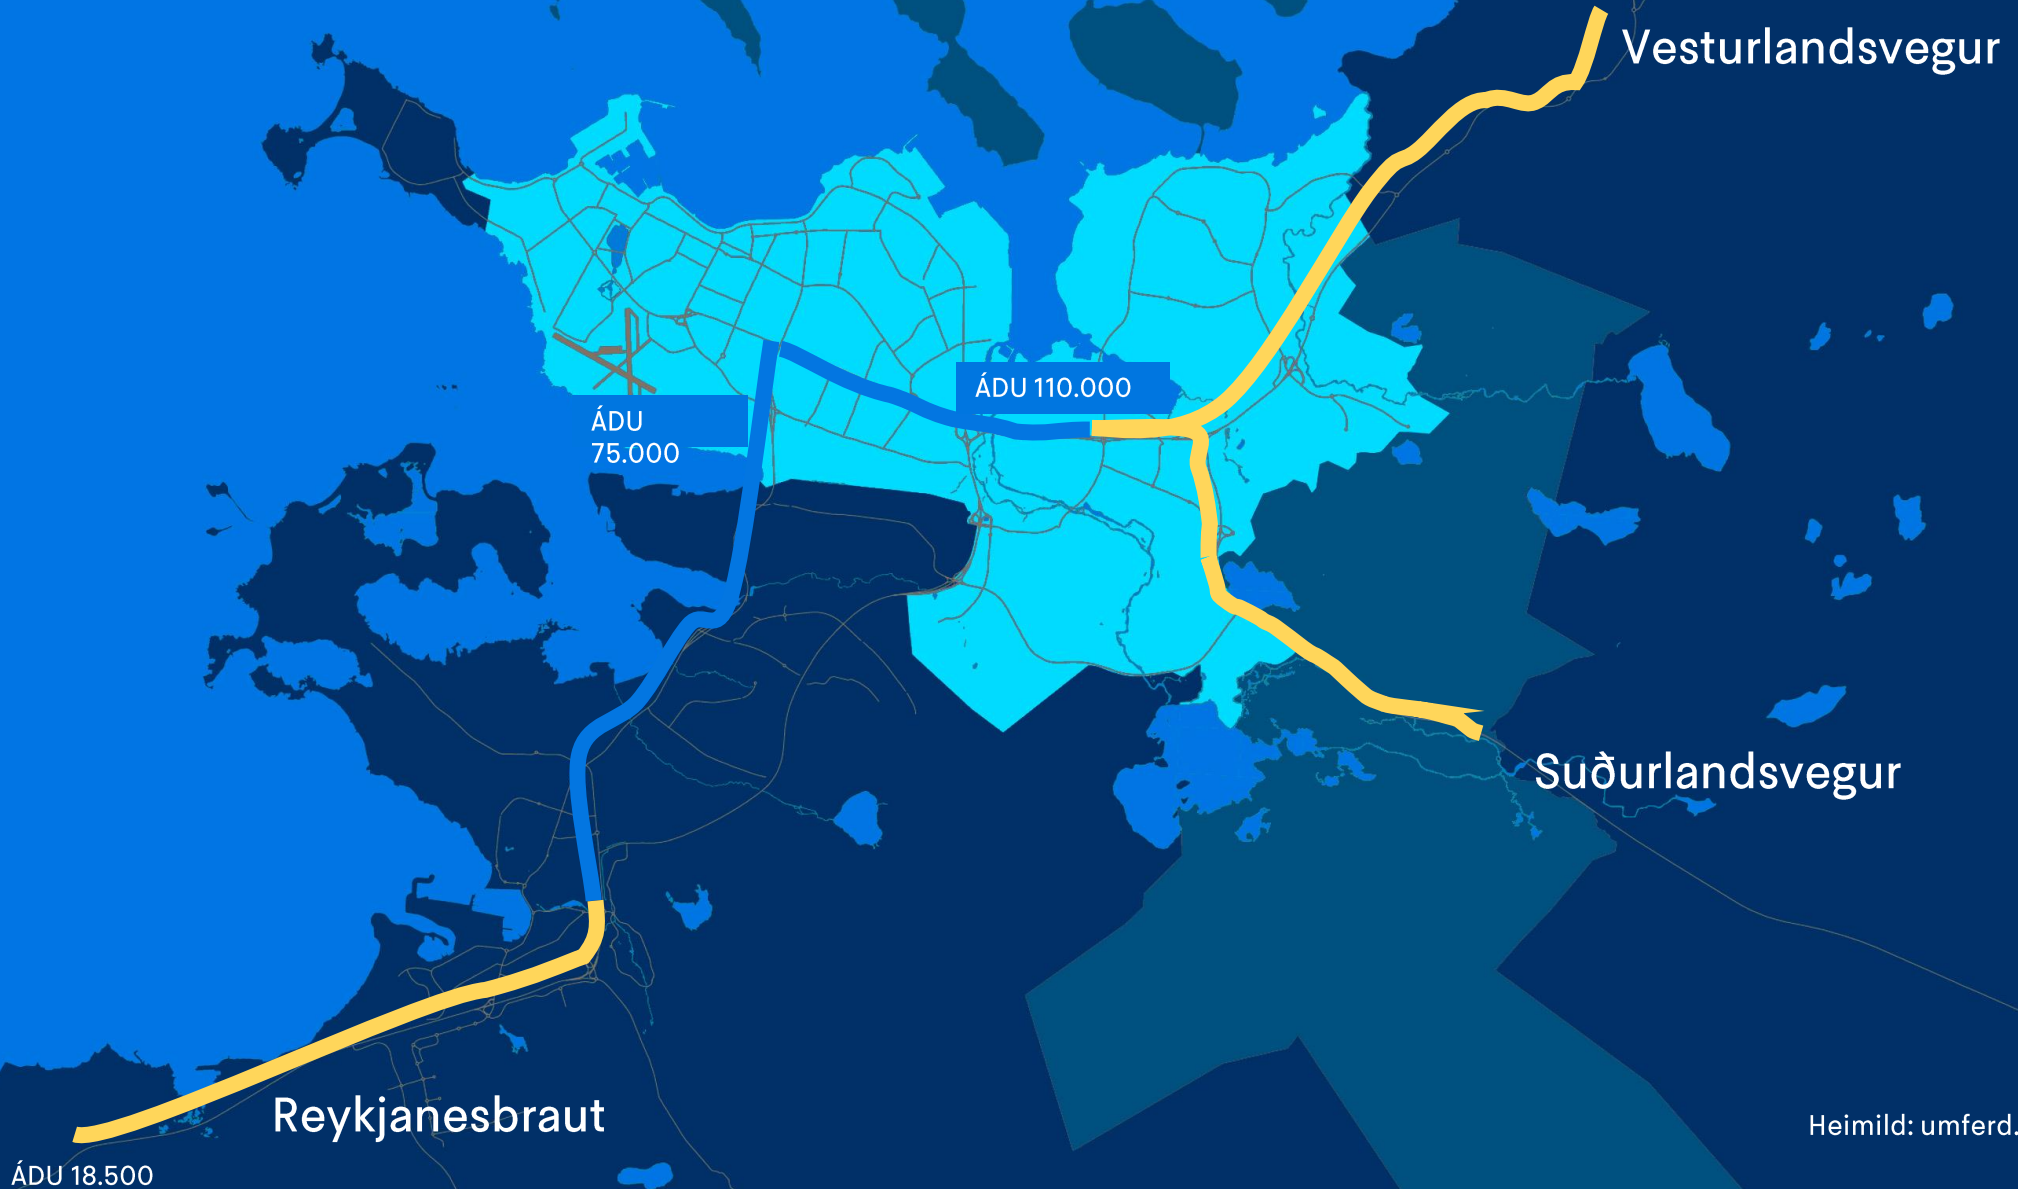 Vesturlandsvegur
ÁDU 110.000
ÁDU
75.000
Suðurlandsvegur
Reykjanesbraut
Heimild: umferd.
ÁDU 18.500